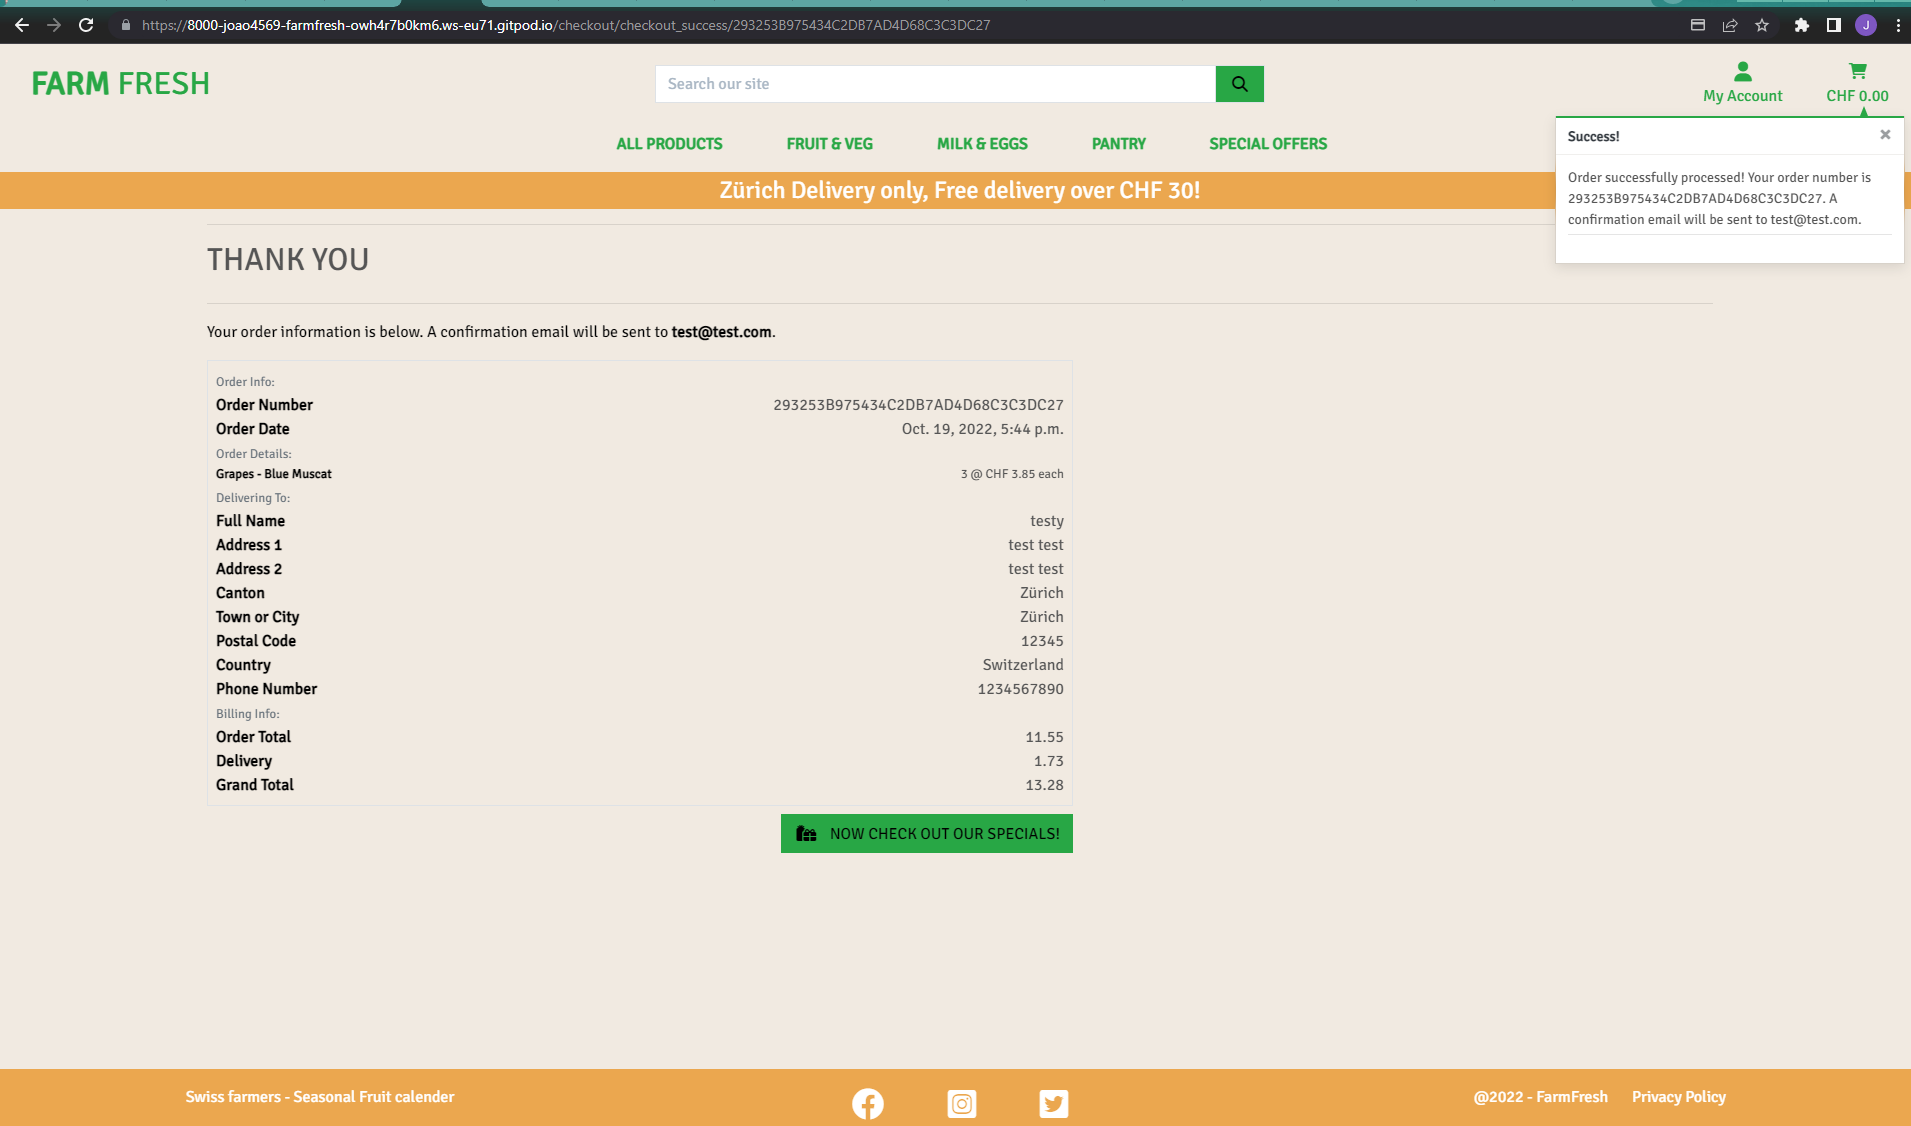 https://8000-joao4569-farmfresh-owh4r7b0km6.ws-eu71.gitpod.io/checkout/checkout_success/293253B975434C2DB7AD4D68C3C3DC27
J
FARM FRESH
Search our site
My Account
CHF 0.00
ALL PRODUCTS
FRUIT & VEG
MILK & EGGS
PANTRY
SPECIAL OFFERS
Success!
×
Order successfully processed! Your order number is
293253B975434C2DB7AD4D68C3C3DC27. A
confirmation email will be sent to test@test.com.
Zürich Delivery only, Free delivery over CHF 30!
THANK YOU
Your order information is below. A confirmation email will be sent to test@test.com.
Order Info:
Order Number 293253B975434C2DB7AD4D68C3C3DC27
Order Date Oct. 19, 2022, 5:44 p.m.
Order Details:
Grapes - Blue Muscat 3 @ CHF 3.85 each
Delivering To:
Full Name testy
Address 1 test test
Address 2 test test
Canton Zürich
Town or City Zürich
Postal Code 12345
Country Switzerland
Phone Number 1234567890
Billing Info:
Order Total 11.55
Delivery 1.73
Grand Total 13.28
NOW CHECK OUT OUR SPECIALS!
Swiss farmers - Seasonal Fruit calender
@2022 - FarmFresh
Privacy Policy